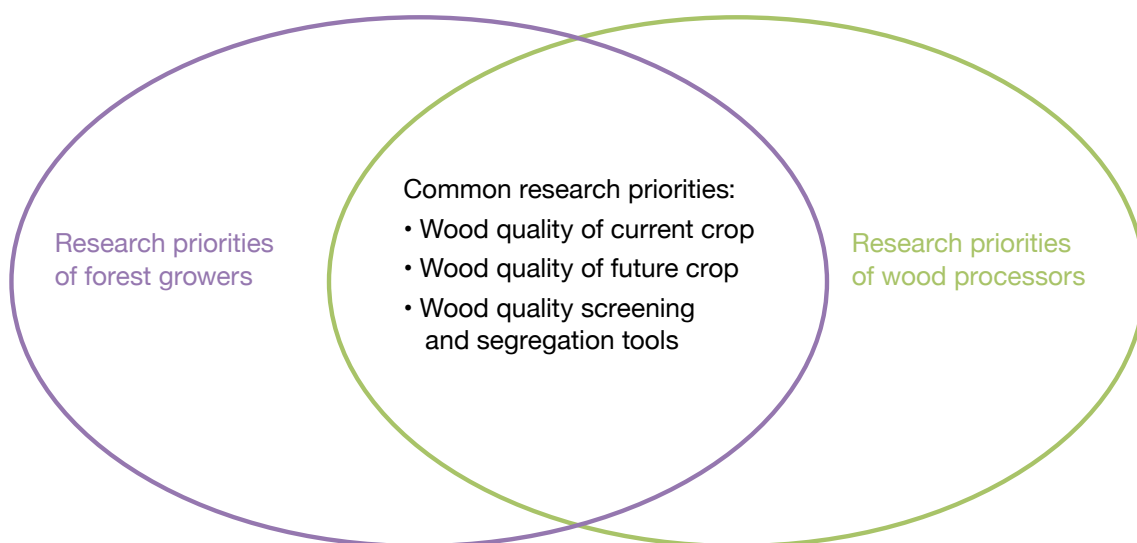 Research priorities
of forest growers
Common research priorities:
• Wood quality of current crop
• Wood quality of future crop
• Wood quality screening
and segregation tools
Research priorities
of wood processors